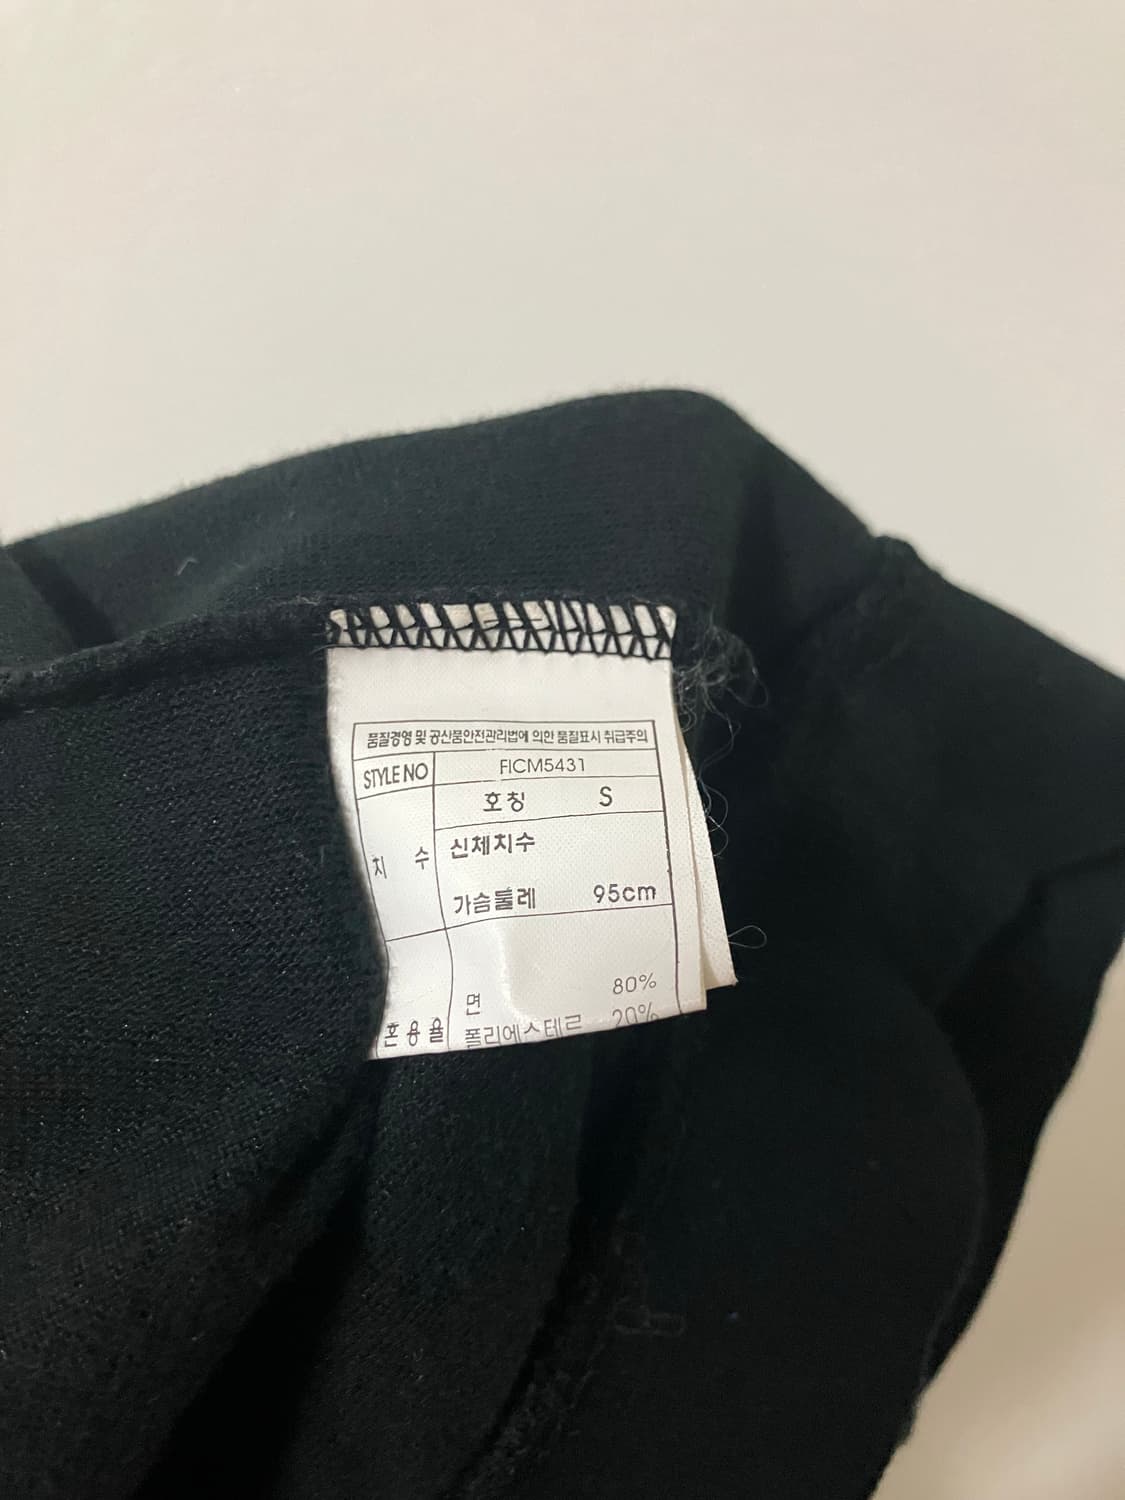 품질경영 및 공산품안전관리법에 의한 품질표시 취급주의
STYLE NO FICM5431
호칭 S
치 수 신체치수
가슴둘레 95cm
면 80%
혼용율 폴리에스테르 20%